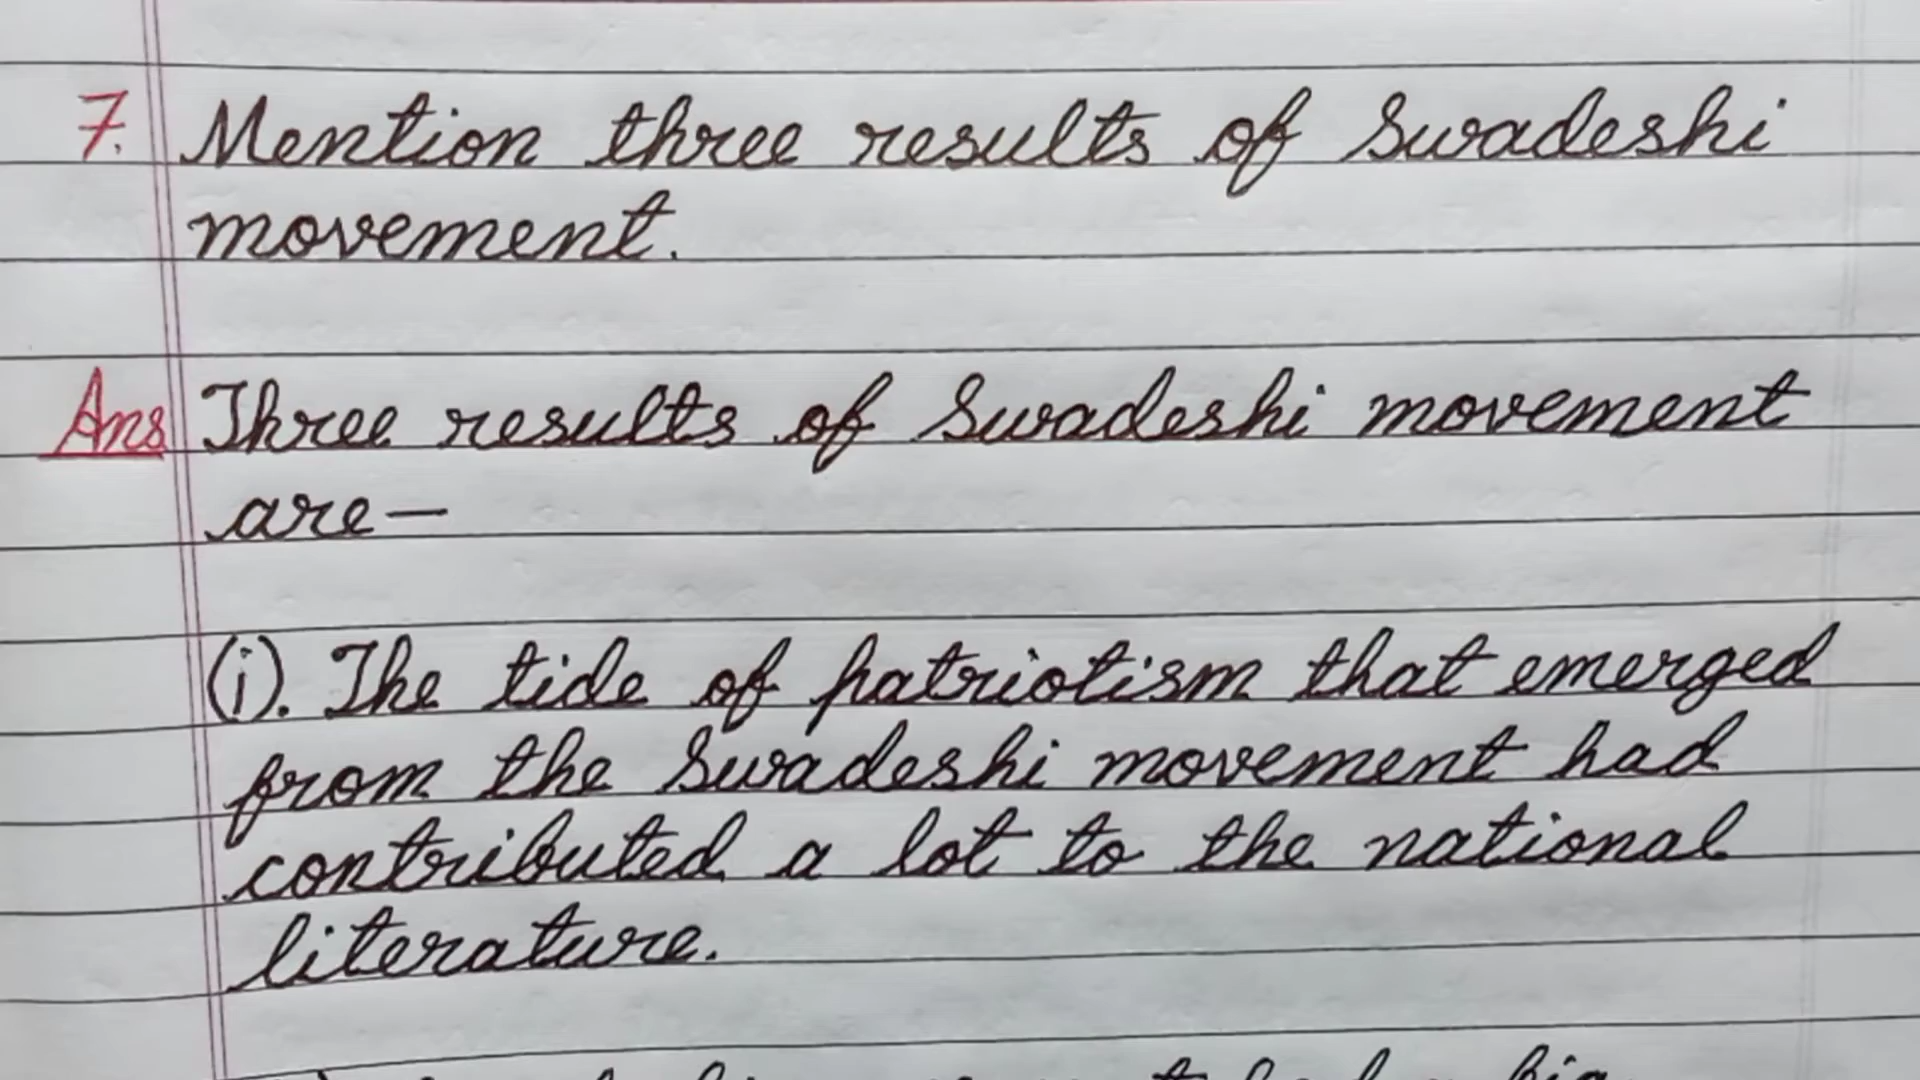 7. Mention three results of Swadeshi
movement.
Ans Three results of Swadeshi movement
are—
(i). The tide of patriotism that emerged
from the Swadeshi movement had
contributed a lot to the national
literature.